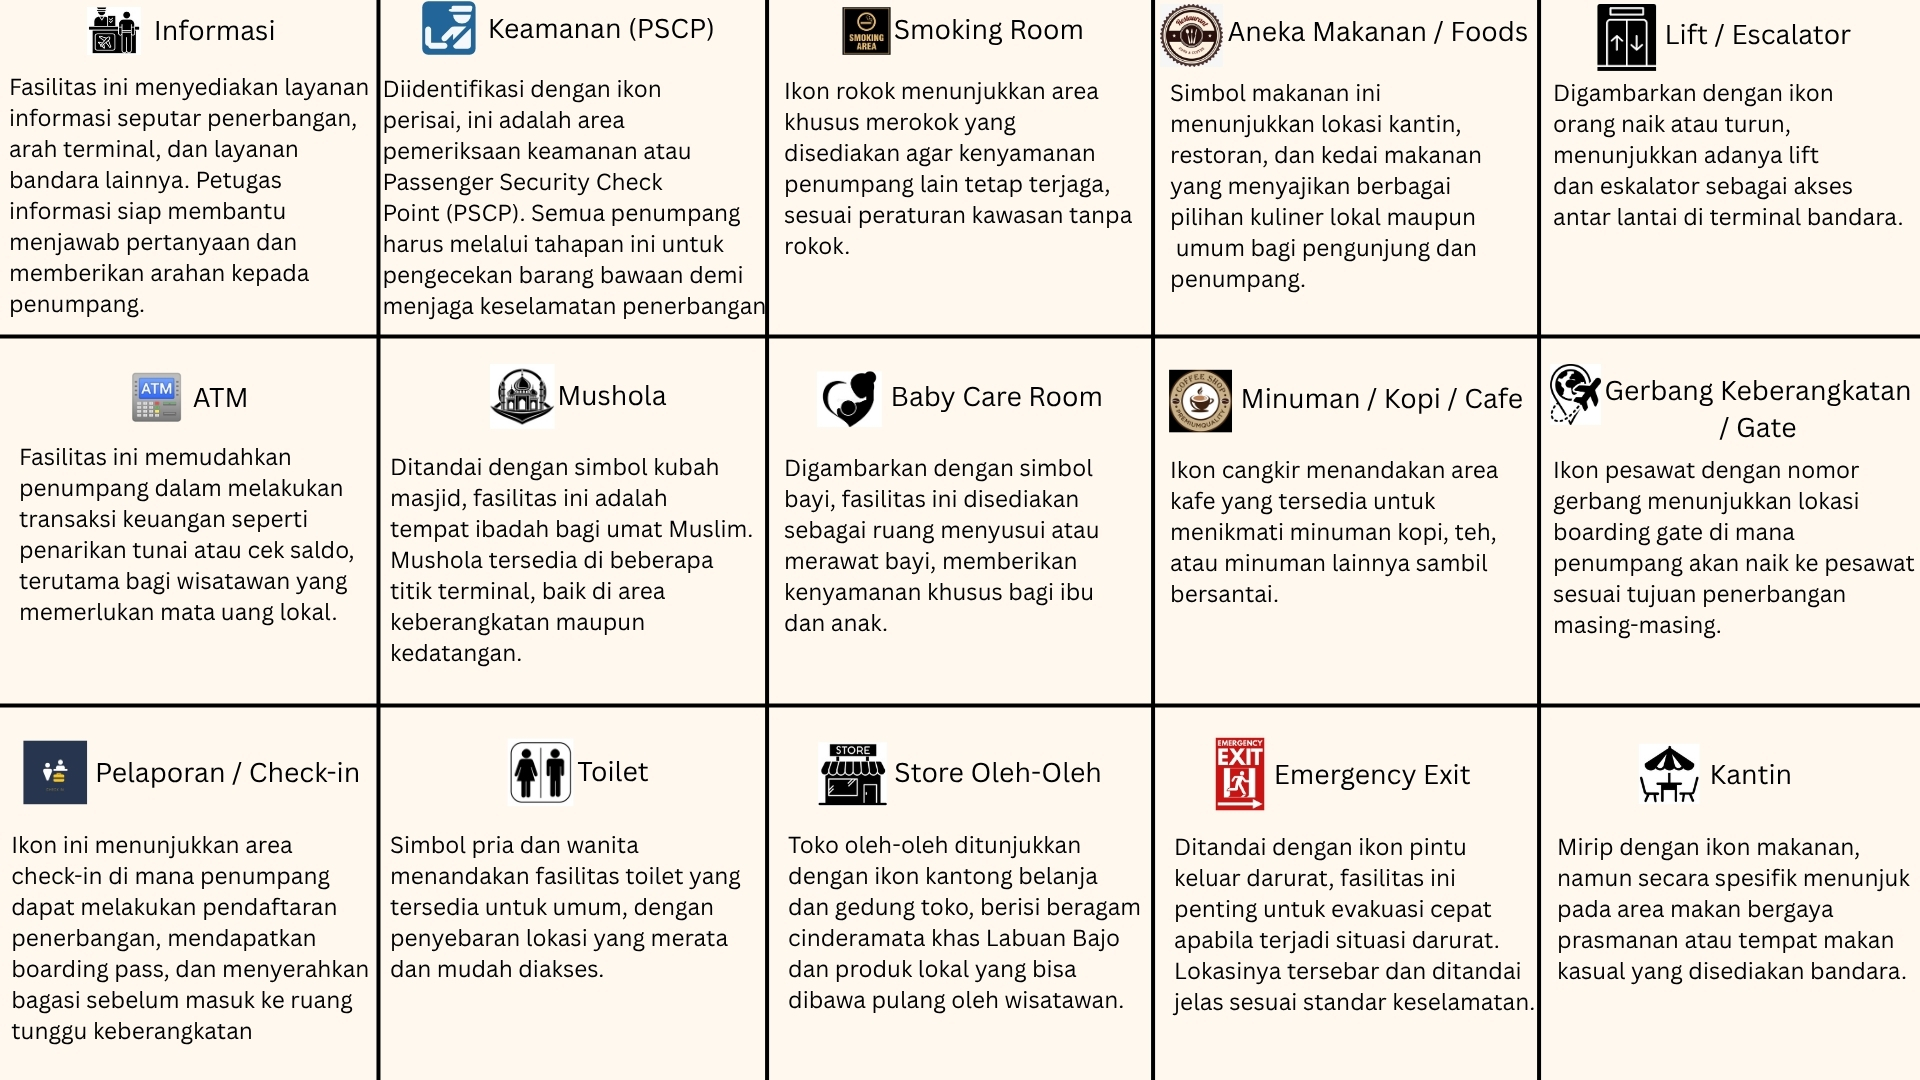 Informasi
Fasilitas ini menyediakan layanan
informasi seputar penerbangan,
arah terminal, dan layanan
bandara lainnya. Petugas
informasi siap membantu
menjawab pertanyaan dan
memberikan arahan kepada
penumpang.
Keamanan (PSCP)
Diidentifikasi dengan ikon
perisai, ini adalah area
pemeriksaan keamanan atau
Passenger Security Check
Point (PSCP). Semua penumpang
harus melalui tahapan ini untuk
pengecekan barang bawaan demi
menjaga keselamatan penerbangan
SMOKING
AREA
Smoking Room
Ikon rokok menunjukkan area
khusus merokok yang
disediakan agar kenyamanan
penumpang lain tetap terjaga,
sesuai peraturan kawasan tanpa
rokok.
Restaurant
Aneka Makanan / Foods
Simbol makanan ini
menunjukkan lokasi kantin,
restoran, dan kedai makanan
yang menyajikan berbagai
pilihan kuliner lokal maupun
umum bagi pengunjung dan
penumpang.
Lift / Escalator
Digambarkan dengan ikon
orang naik atau turun,
menunjukkan adanya lift
dan eskalator sebagai akses
antar lantai di terminal bandara.
ATM
ATM
Fasilitas ini memudahkan
penumpang dalam melakukan
transaksi keuangan seperti
penarikan tunai atau cek saldo,
terutama bagi wisatawan yang
memerlukan mata uang lokal.
Mushola
Ditandai dengan simbol kubah
masjid, fasilitas ini adalah
tempat ibadah bagi umat Muslim.
Mushola tersedia di beberapa
titik terminal, baik di area
keberangkatan maupun
kedatangan.
Baby Care Room
Digambarkan dengan simbol
bayi, fasilitas ini disediakan
sebagai ruang menyusui atau
merawat bayi, memberikan
kenyamanan khusus bagi ibu
dan anak.
COFFEE SHOP
PREMIUMQUALITY
Minuman / Kopi / Cafe
Ikon cangkir menandakan area
kafe yang tersedia untuk
menikmati minuman kopi, teh,
atau minuman lainnya sambil
bersantai.
Gerbang Keberangkatan
/ Gate
Ikon pesawat dengan nomor
gerbang menunjukkan lokasi
boarding gate di mana
penumpang akan naik ke pesawat
sesuai tujuan penerbangan
masing-masing.
Pelaporan / Check-in
Ikon ini menunjukkan area
check-in di mana penumpang
dapat melakukan pendaftaran
penerbangan, mendapatkan
boarding pass, dan menyerahkan
bagasi sebelum masuk ke ruang
tunggu keberangkatan
Toilet
Simbol pria dan wanita
menandakan fasilitas toilet yang
tersedia untuk umum, dengan
penyebaran lokasi yang merata
dan mudah diakses.
STORE
Store Oleh-Oleh
Toko oleh-oleh ditunjukkan
dengan ikon kantong belanja
dan gedung toko, berisi beragam
cinderamata khas Labuan Bajo
dan produk lokal yang bisa
dibawa pulang oleh wisatawan.
EMERGENCY
EXIT
Emergency Exit
Ditandai dengan ikon pintu
keluar darurat, fasilitas ini
penting untuk evakuasi cepat
apabila terjadi situasi darurat.
Lokasinya tersebar dan ditandai
jelas sesuai standar keselamatan.
Kantin
Mirip dengan ikon makanan,
namun secara spesifik menunjuk
pada area makan bergaya
prasmanan atau tempat makan
kasual yang disediakan bandara.